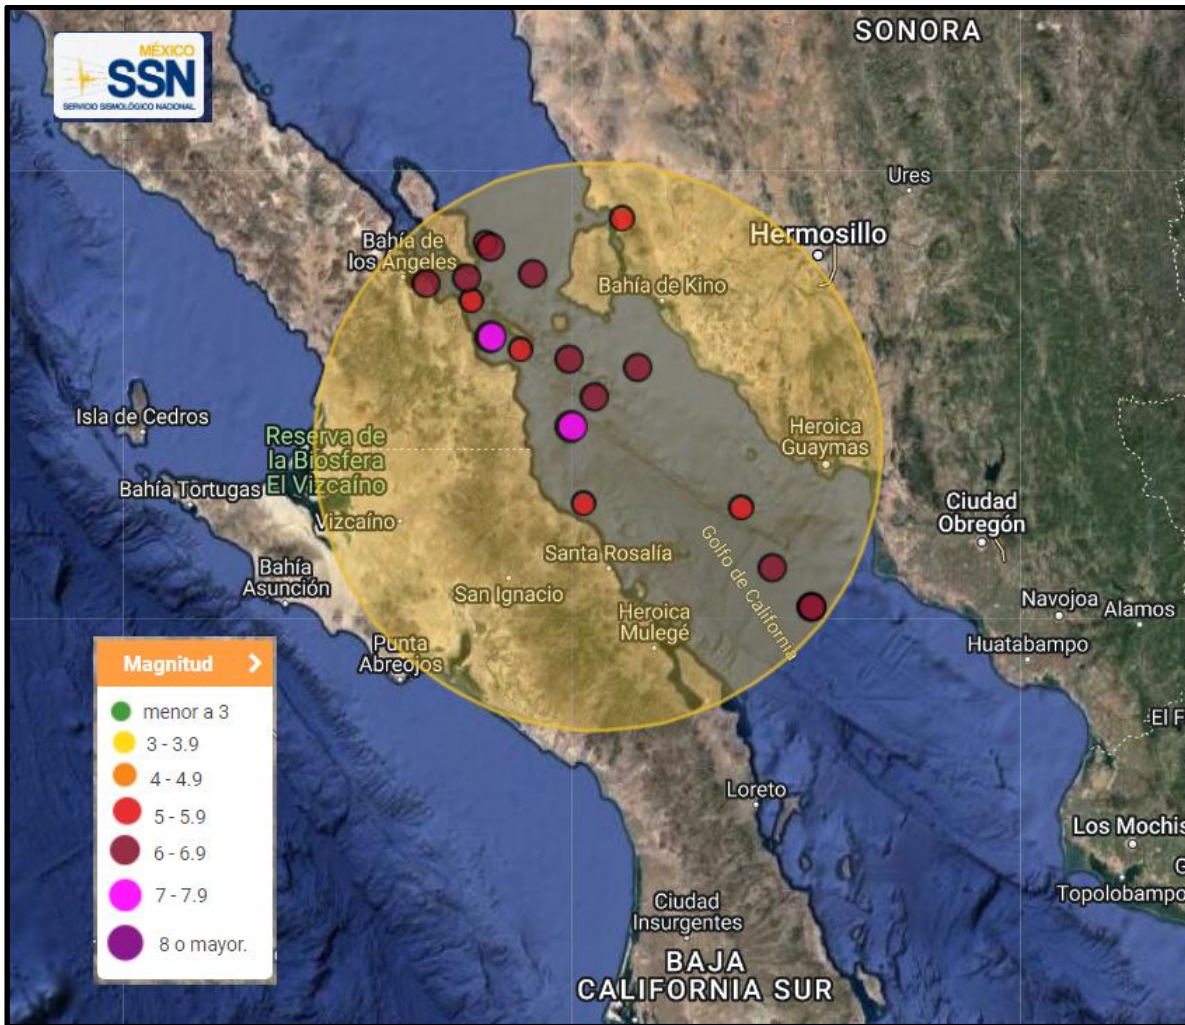 SONORA
MÉXICO
SSN
SERVICIO SISMOLÓGICO NACIONAL
Ures
Hermosillo
Bahía de
los Angeles
Bahía de Kino
Isla de Cedros
Reserva de
la Biosfera
El Vizcaíno
Heroica
Guaymas
Bahía Tortugas
Vizcaíno
Ciudad
Obregón
Golfo de California
Santa Rosalía
Bahía
Asunción
San Ignacio
Heroica
Mulegé
Navojoa
Alamos
Huatabampo
Punta
Abreojos
Magnitud
menor a 3
3 - 3.9
4 - 4.9
5 - 5.9
6 - 6.9
7 - 7.9
8 o mayor.
El F
Loreto
Los Mochis
G
Topolobampo
Ciudad
Insurgentes
BAJA
CALIFORNIA SUR